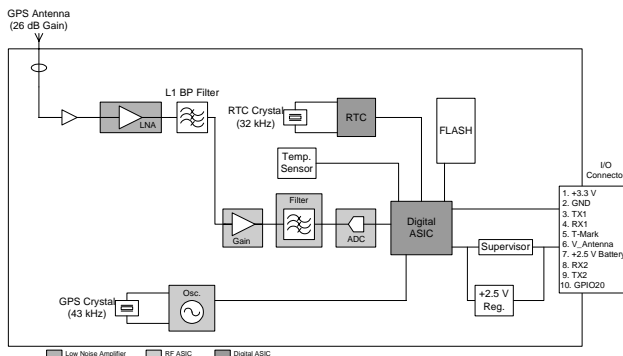 GPS Antenna
(26 dB Gain)
L1 BP Filter
LNA
RTC Crystal
(32 kHz)
RTC
FLASH
Temp.
Sensor
I/O
Connector
Filter
Gain
ADC
Digital
ASIC
1. +3.3 V
2. GND
3. TX1
4. RX1
5. T-Mark
6. V_Antenna
7. +2.5 V Battery
8. RX2
9. TX2
10. GPIO20
Supervisor
+2.5 V
Reg.
GPS Crystal
(43 kHz)
Osc.
Low Noise Amplifier
RF ASIC
Digital ASIC